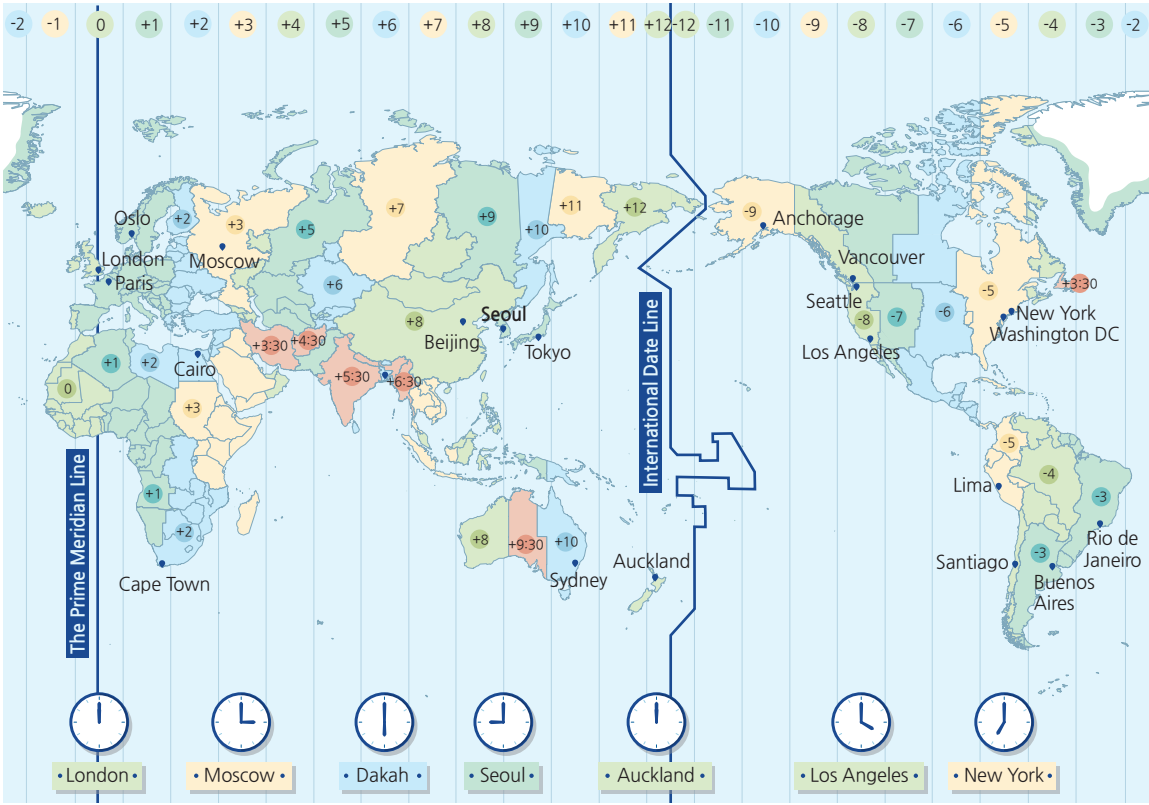 -2 -1 0 +1 +2 +3 +4 +5 +6 +7 +8 +9 +10 +11 +12 -12 -11 -10 -9 -8 -7 -6 -5 -4 -3 -2
+7
+9
+10
+11
+12
-9
Anchorage
Oslo
+2
+3
Moscow
+5
London
Paris
+6
Vancouver
Seattle
-5
+3:30
-8
-7
-6
New York
Washington DC
Los Angeles
+8
Seoul
Beijing
Tokyo
+3:30
+4:30
+1
+2
Cairo
0
+5:30
+6:30
+3
International Date Line
-5
-4
Lima
-3
Rio de
Janeiro
+1
+2
Cape Town
The Prime Meridian Line
+8
+9:30
+10
Sydney
Auckland
Santiago
-3
Buenos
Aires
London
Moscow
Dakah
Seoul
Auckland
Los Angeles
New York